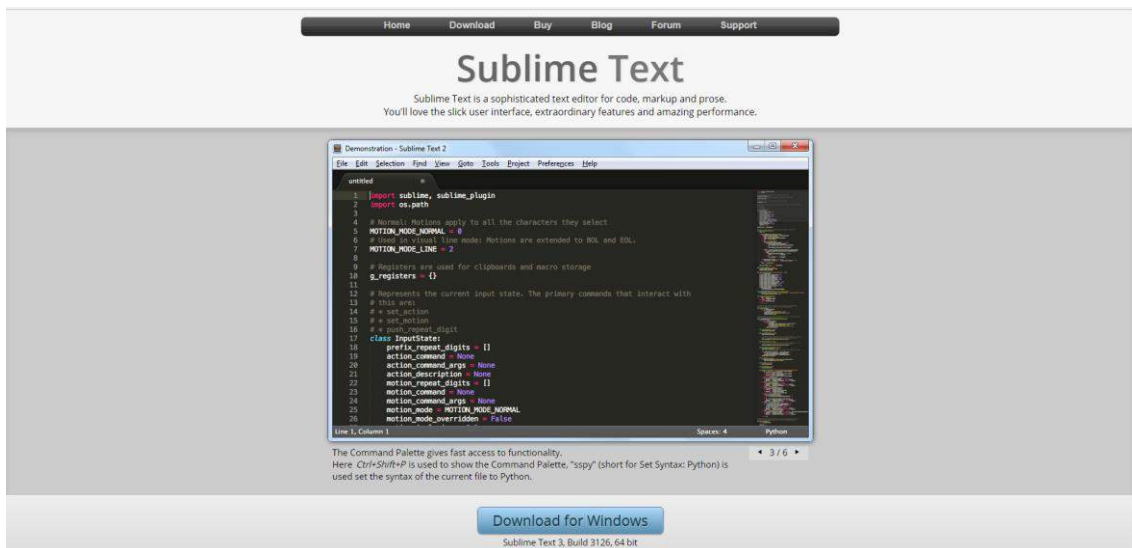 Home Download Buy Blog Forum Support
Sublime Text
Sublime Text is a sophisticated text editor for code, markup and prose.
You'll love the slick user interface, extraordinary features and amazing performance.
Demonstration - Sublime Text 2
File Edit Selection Find View Goto Tools Project Preferences Help
untitled
1 import sublime, sublime_plugin
2 import os.path
3
4 # Normal: Motions apply to all the characters they select
5 MOTION_MODE_NORMAL = 0
6 # Used in visual line mode: Motions are extended to BOL and EOL.
7 MOTION_MODE_LINE = 2
8
9 # Registers are used for clipboards and macro storage
10 g_registers = {}
11
12 # Represents the current input state. The primary commands that interact with
13 # this are:
14 # * set_action
15 # * set_motion
16 # * push_repeat_digit
17 class InputState:
18 prefix_repeat_digits = []
19 action_command = None
20 action_command_args = None
21 action_description = None
22 motion_repeat_digits = []
23 motion_command = None
24 motion_command_args = None
25 motion_mode = MOTION_MODE_NORMAL
26 motion_mode_overridden = False
Line 1, Column 1 Spaces: 4 Python
The Command Palette gives fast access to functionality.
3 / 6
Here Ctrl+Shift+P is used to show the Command Palette, "sspy" (short for Set Syntax: Python) is
used set the syntax of the current file to Python.
Download for Windows
Sublime Text 3, Build 3126, 64 bit